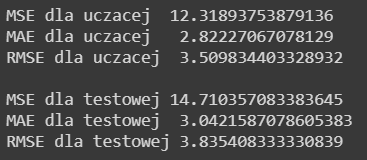 MSE dla uczacej 12.31893753879136
MAE dla uczacej 2.82227067078129
RMSE dla uczacej 3.509834403328932
MSE dla testowej 14.710357083383645
MAE dla testowej 3.0421587078605383
RMSE dla testowej 3.835408333330839